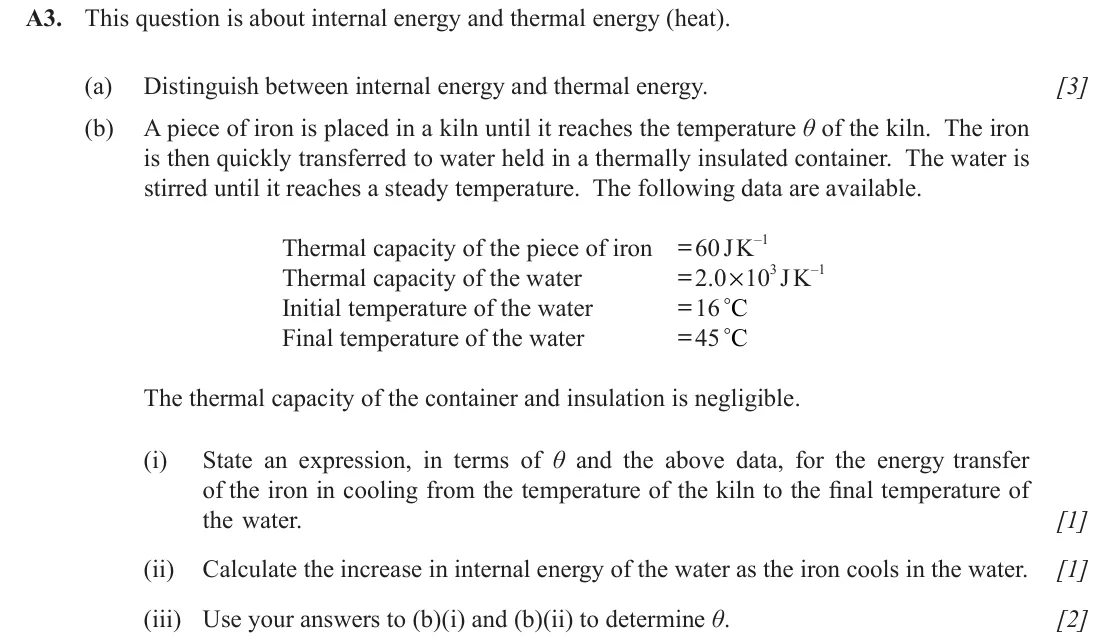 A3. This question is about internal energy and thermal energy (heat).
(a) Distinguish between internal energy and thermal energy. [3]
(b) A piece of iron is placed in a kiln until it reaches the temperature θ of the kiln. The iron
is then quickly transferred to water held in a thermally insulated container. The water is
stirred until it reaches a steady temperature. The following data are available.
Thermal capacity of the piece of iron = 60 J K⁻¹
Thermal capacity of the water = 2.0×10³ J K⁻¹
Initial temperature of the water = 16 °C
Final temperature of the water = 45 °C
The thermal capacity of the container and insulation is negligible.
(i) State an expression, in terms of θ and the above data, for the energy transfer
of the iron in cooling from the temperature of the kiln to the final temperature of
the water. [1]
(ii) Calculate the increase in internal energy of the water as the iron cools in the water. [1]
(iii) Use your answers to (b)(i) and (b)(ii) to determine θ. [2]